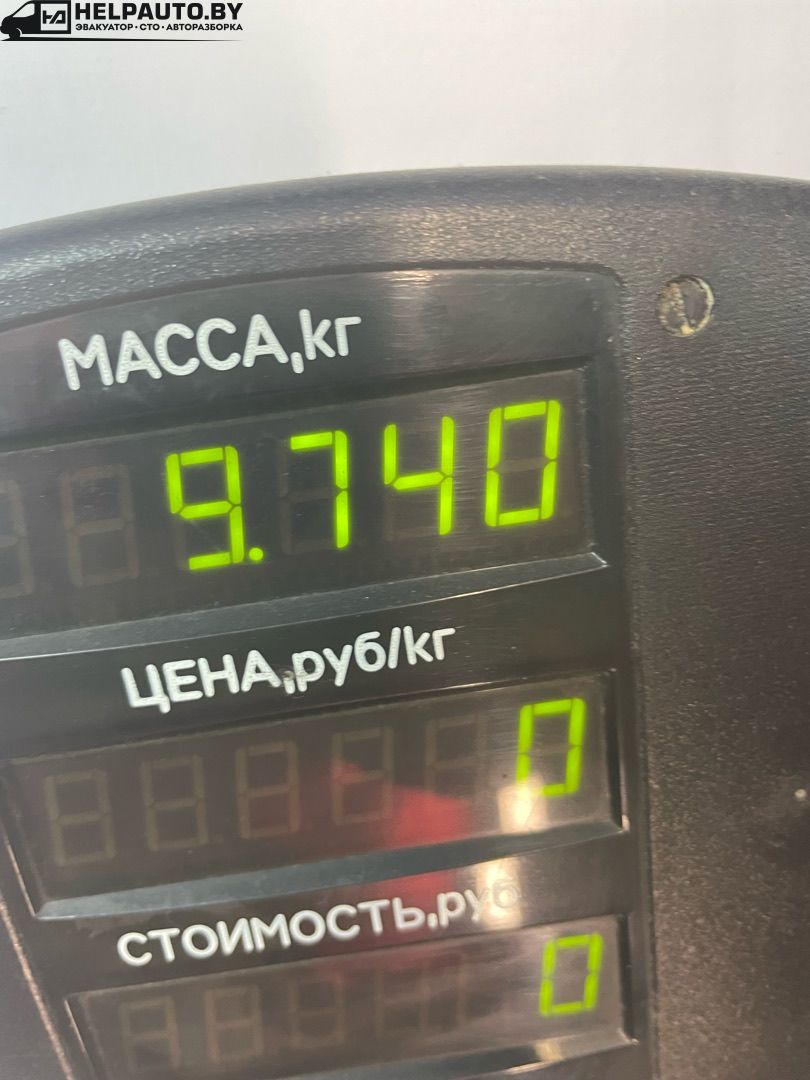 HELPAUTO.BY
ЭВАКУАТОР · СТО · АВТОРАЗБОРКА
МАССА,кг
9.740
ЦЕНА,руб/кг
0
СТОИМОСТЬ,руб
0